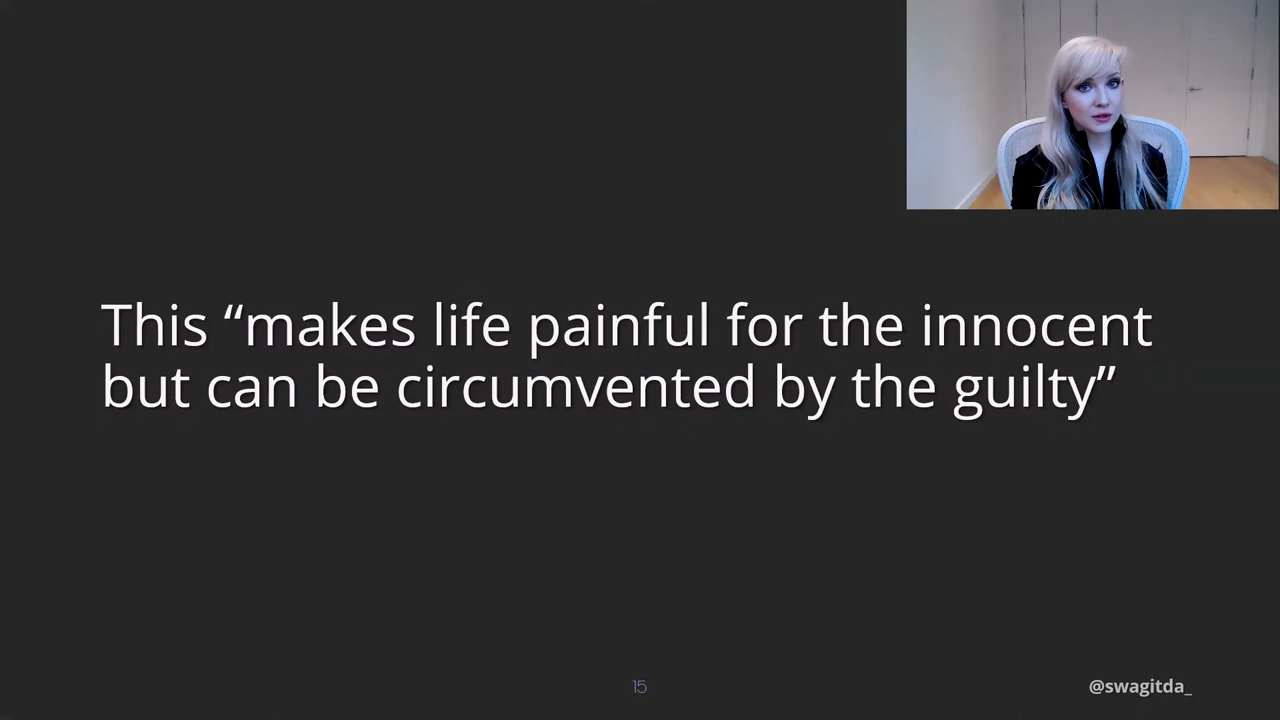 This “makes life painful for the innocent
but can be circumvented by the guilty”
15
@swagitda_